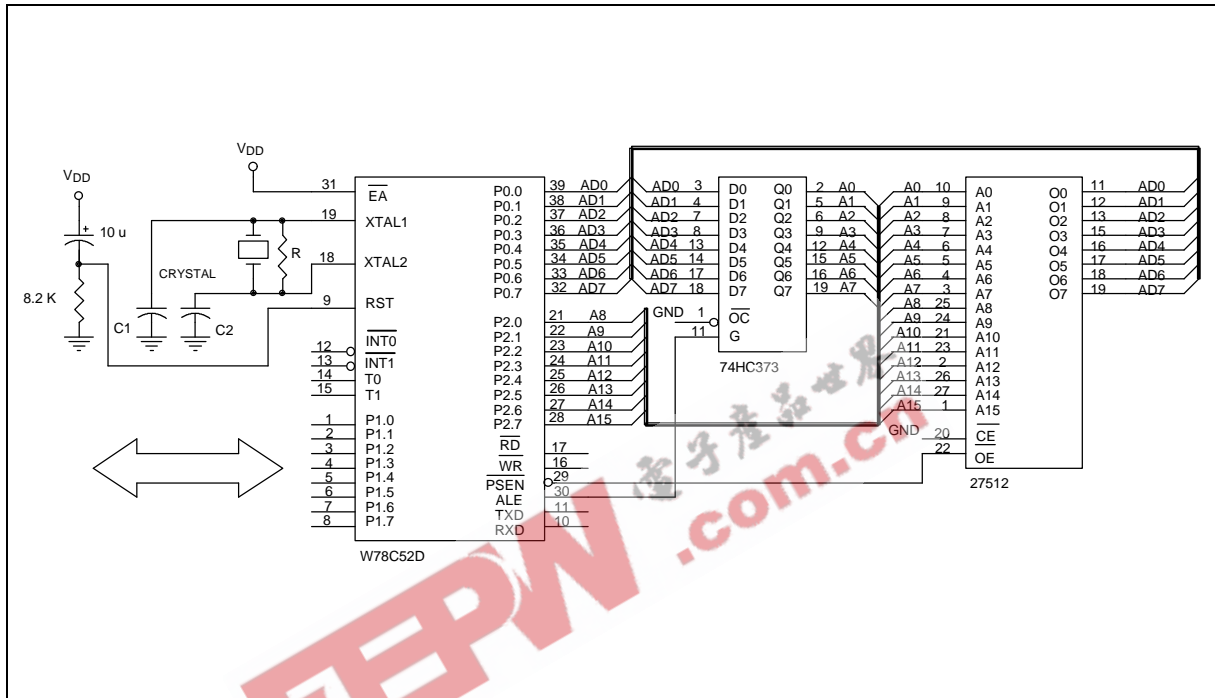 VDD
VDD
10 u
8.2 K
CRYSTAL
C1
C2
R
31 EA
19 XTAL1
18 XTAL2
9 RST
12 INT0
13 INT1
14 T0
15 T1
1 P1.0
2 P1.1
3 P1.2
4 P1.3
5 P1.4
6 P1.5
7 P1.6
8 P1.7
P0.0 39 AD0
P0.1 38 AD1
P0.2 37 AD2
P0.3 36 AD3
P0.4 35 AD4
P0.5 34 AD5
P0.6 33 AD6
P0.7 32 AD7
P2.0 21 A8
P2.1 22 A9
P2.2 23 A10
P2.3 24 A11
P2.4 25 A12
P2.5 26 A13
P2.6 27 A14
P2.7 28 A15
RD 17
WR 16
PSEN 29
ALE 30
TXD 11
RXD 10
W78C52D
AD0 3 D0 Q0 2 A0
AD1 4 D1 Q1 5 A1
AD2 7 D2 Q2 6 A2
AD3 8 D3 Q3 9 A3
AD4 13 D4 Q4 12 A4
AD5 14 D5 Q5 15 A5
AD6 17 D6 Q6 16 A6
AD7 18 D7 Q7 19 A7
GND 1 OC
11 G
74HC373
A0 10 A0 O0 11 AD0
A1 9 A1 O1 12 AD1
A2 8 A2 O2 13 AD2
A3 7 A3 O3 15 AD3
A4 6 A4 O4 16 AD4
A5 5 A5 O5 17 AD5
A6 4 A6 O6 18 AD6
A7 3 A7 O7 19 AD7
A8 25 A8
A9 24 A9
A10 21 A10
A11 23 A11
A12 2 A12
A13 26 A13
A14 27 A14
A15 1 A15
GND 20 CE
22 OE
27512
電子產品世界
EEPW .com.cn